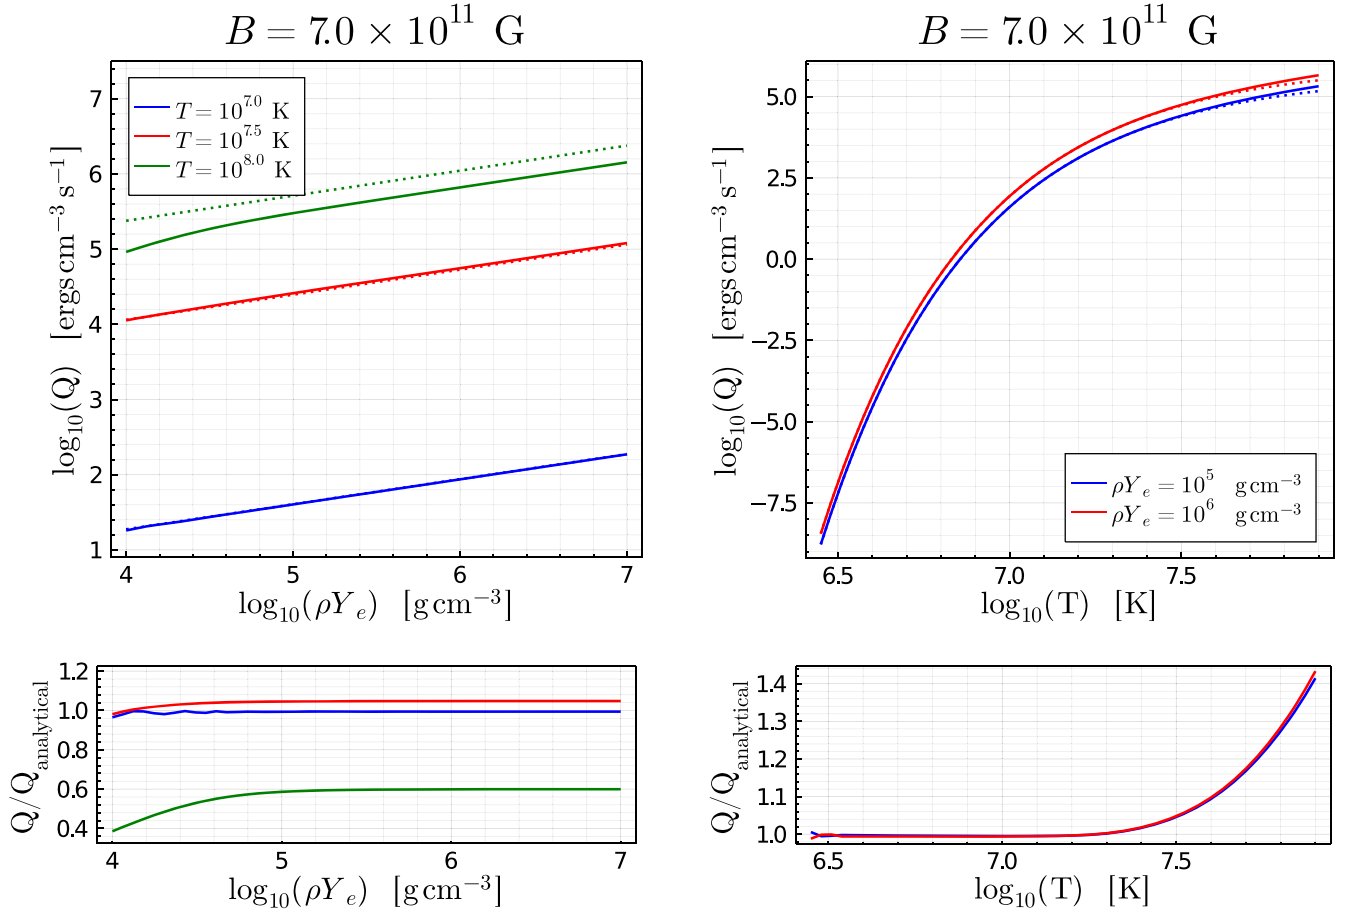 B = 7.0 × 10^11 G
log10(Q) [ergs cm−3 s−1]
7
6
5
4
3
2
1
T = 10^7.0 K
T = 10^7.5 K
T = 10^8.0 K
4 5 6 7
log10(ρYe) [g cm−3]
B = 7.0 × 10^11 G
log10(Q) [ergs cm−3 s−1]
5.0
2.5
0.0
−2.5
−5.0
−7.5
ρYe = 10^5 g cm−3
ρYe = 10^6 g cm−3
6.5 7.0 7.5
log10(T) [K]
Q/Qanalytical
1.2
1.0
0.8
0.6
0.4
4 5 6 7
log10(ρYe) [g cm−3]
Q/Qanalytical
1.4
1.3
1.2
1.1
1.0
6.5 7.0 7.5
log10(T) [K]